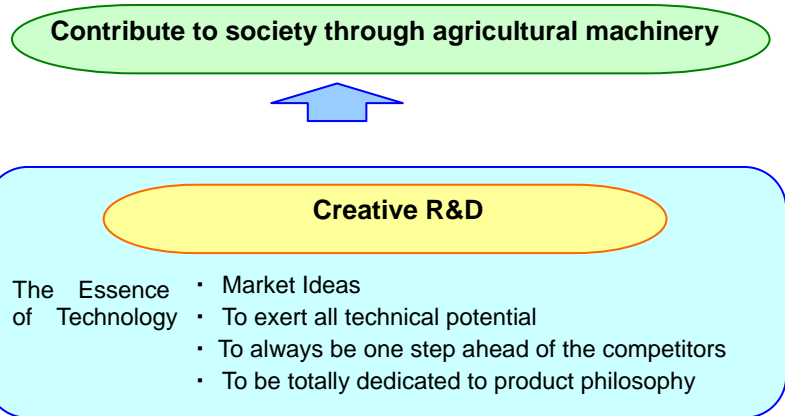 Contribute to society through agricultural machinery
Creative R&D
The Essence
of Technology
・ Market Ideas
・ To exert all technical potential
・ To always be one step ahead of the competitors
・ To be totally dedicated to product philosophy